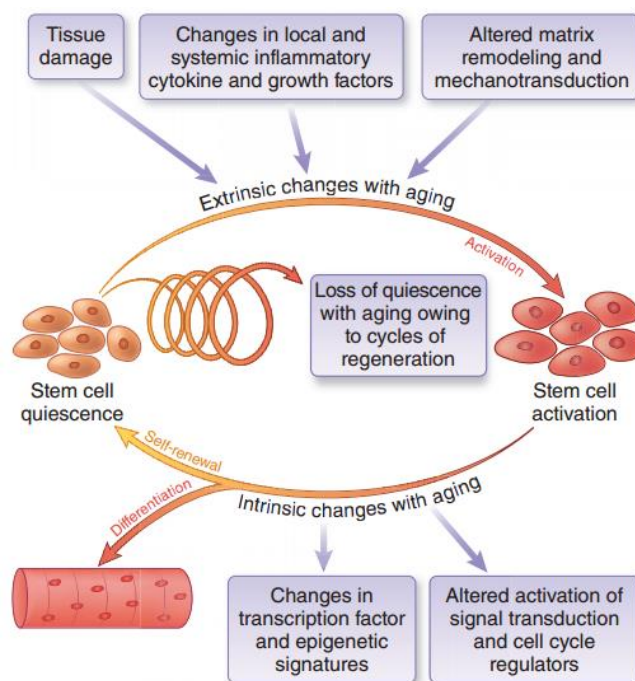 Tissue
damage
Changes in local and
systemic inflammatory
cytokine and growth factors
Altered matrix
remodeling and
mechanotransduction
Extrinsic changes with aging
Activation
Loss of quiescence
with aging owing
to cycles of
regeneration
Stem cell
quiescence
Stem cell
activation
Self-renewal
Differentiation
Intrinsic changes with aging
Changes in
transcription factor
and epigenetic
signatures
Altered activation of
signal transduction
and cell cycle
regulators